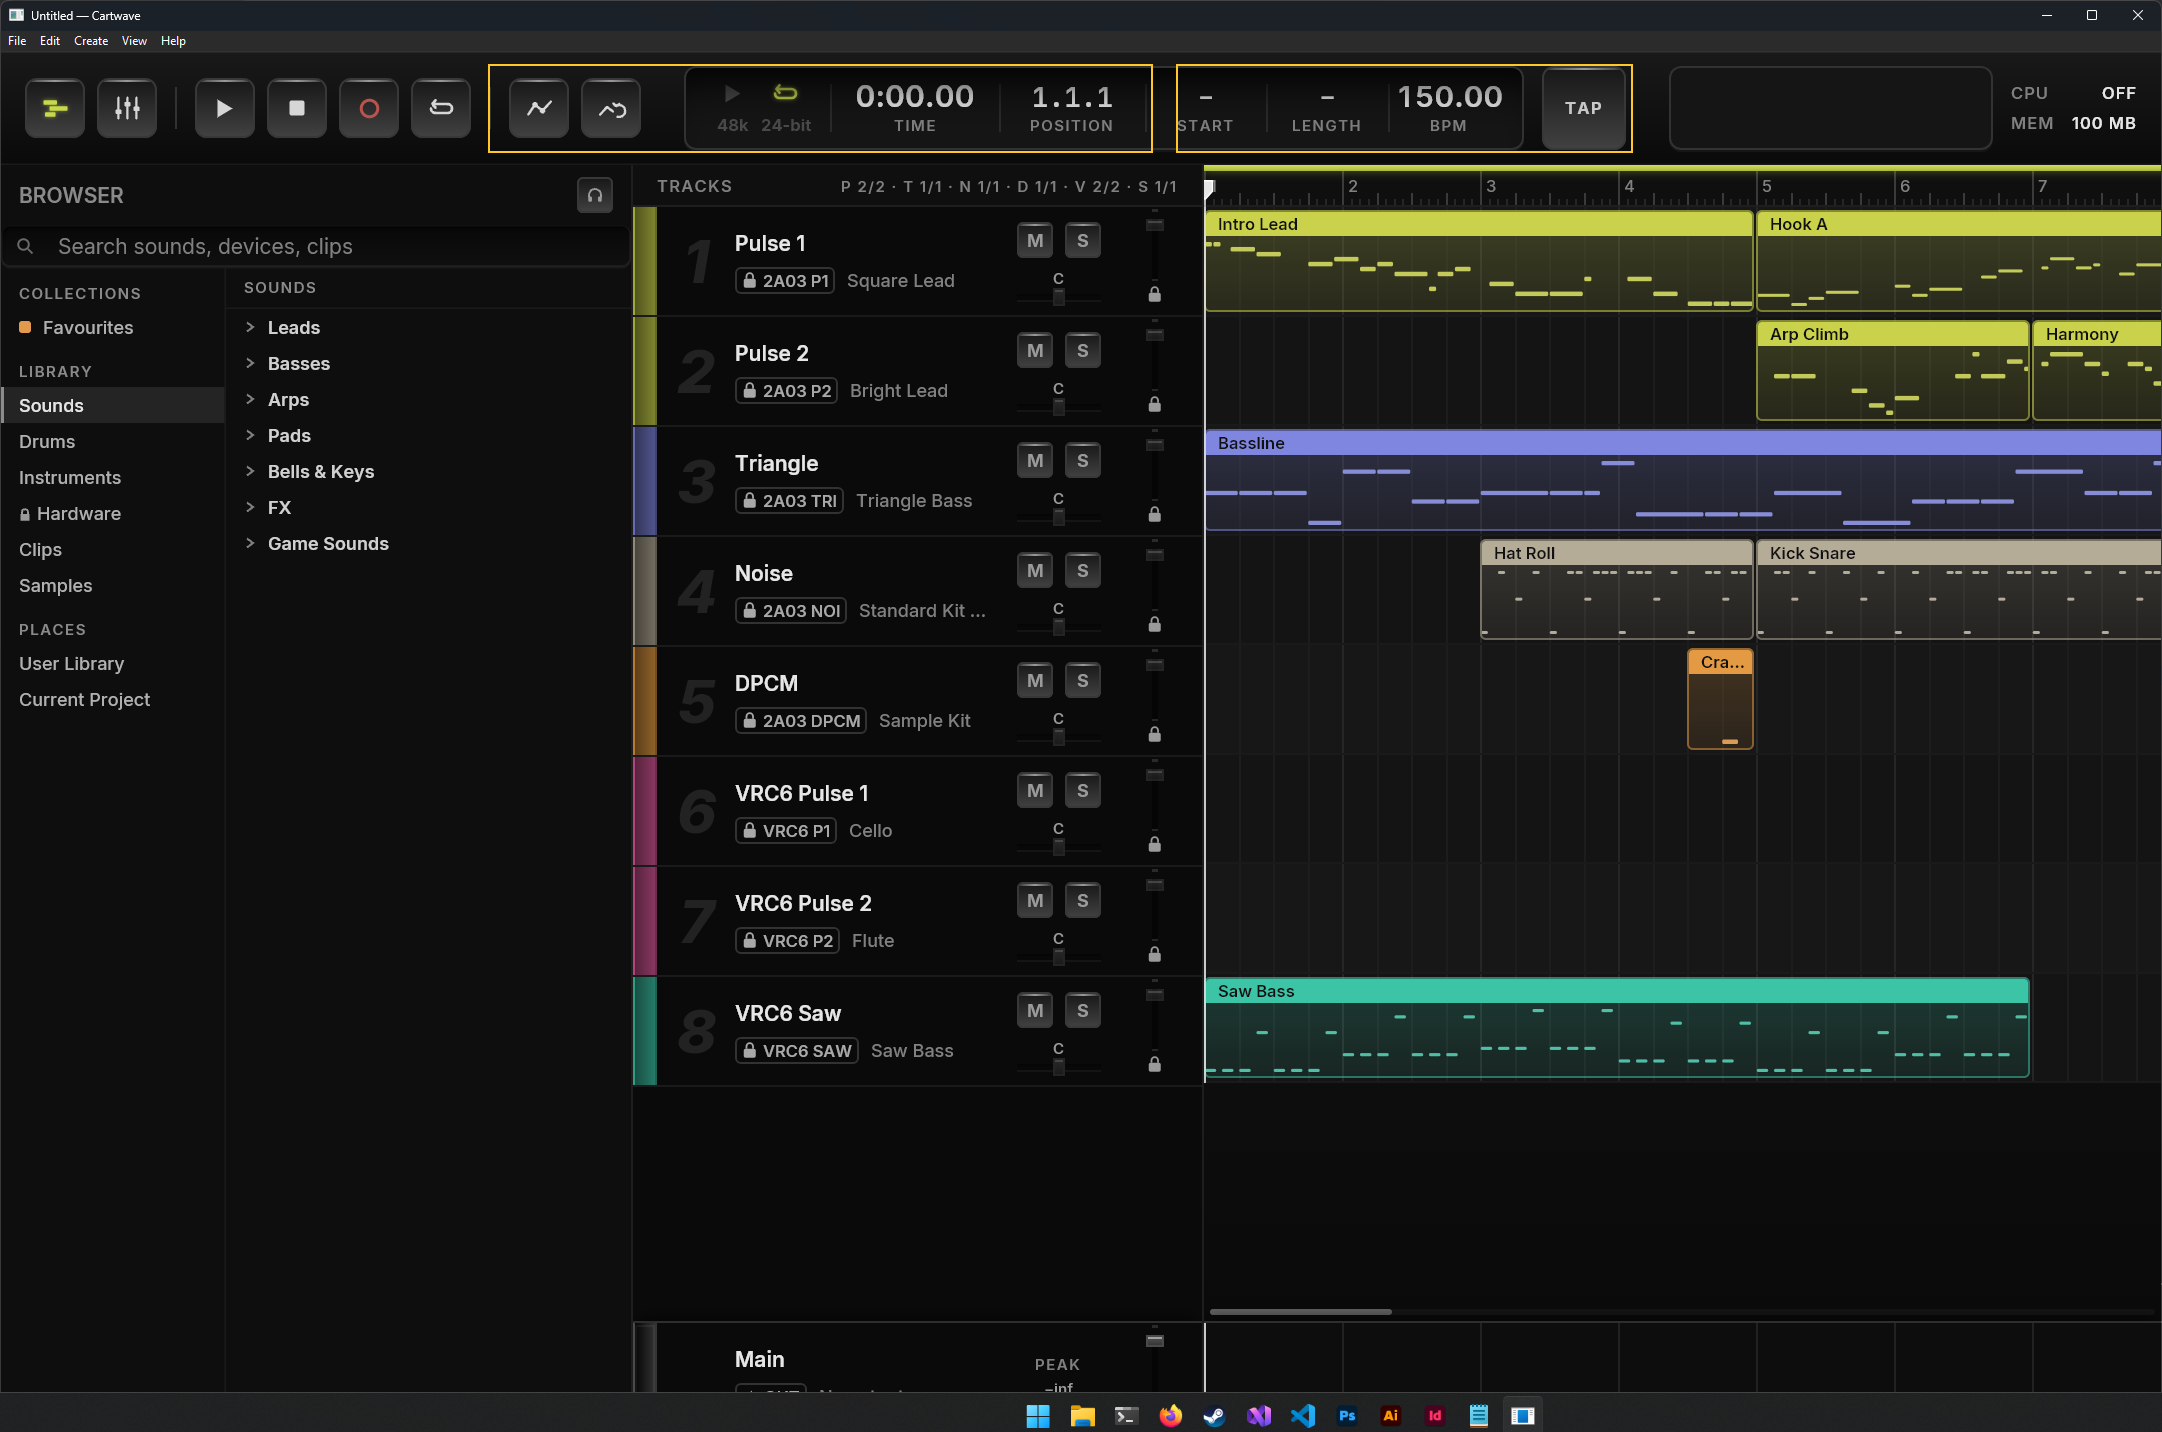 Untitled — Cartwave
File Edit Create View Help
48k 24-bit
0:00.00
TIME
1.1.1
POSITION
–
START
–
LENGTH
150.00
BPM
TAP
CPU OFF
MEM 100 MB
BROWSER
Search sounds, devices, clips
COLLECTIONS
Favourites
LIBRARY
Sounds
Drums
Instruments
Hardware
Clips
Samples
PLACES
User Library
Current Project
SOUNDS
Leads
Basses
Arps
Pads
Bells & Keys
FX
Game Sounds
TRACKS P 2/2 · T 1/1 · N 1/1 · D 1/1 · V 2/2 · S 1/1
1 Pulse 1 M S
2A03 P1 Square Lead C
2 Pulse 2 M S
2A03 P2 Bright Lead C
3 Triangle M S
2A03 TRI Triangle Bass C
4 Noise M S
2A03 NOI Standard Kit ... C
5 DPCM M S
2A03 DPCM Sample Kit C
6 VRC6 Pulse 1 M S
VRC6 P1 Cello C
7 VRC6 Pulse 2 M S
VRC6 P2 Flute C
8 VRC6 Saw M S
VRC6 SAW Saw Bass C
2 3 4 5 6 7
Intro Lead Hook A
Arp Climb Harmony
Bassline
Hat Roll Kick Snare
Cra...
Saw Bass
Main
PEAK
–inf
Ps Ai Id